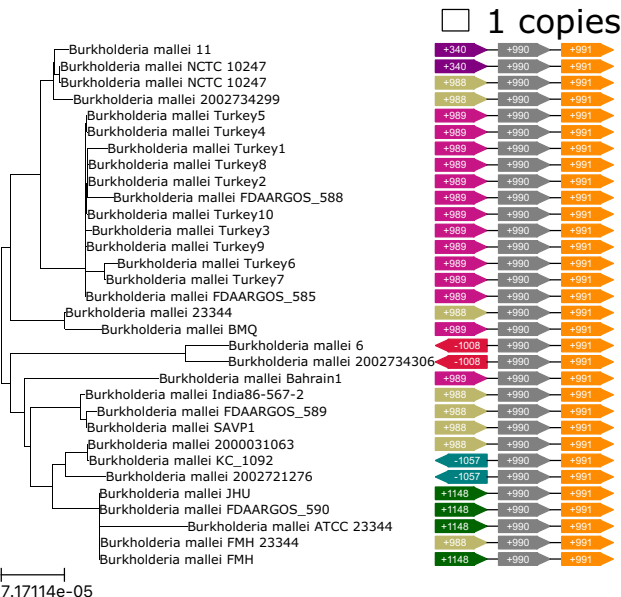 1 copies
Burkholderia mallei 11 +340 +990 +991
Burkholderia mallei NCTC 10247 +340 +990 +991
Burkholderia mallei NCTC 10247 +988 +990 +991
Burkholderia mallei 2002734299 +988 +990 +991
Burkholderia mallei Turkey5 +989 +990 +991
Burkholderia mallei Turkey4 +989 +990 +991
Burkholderia mallei Turkey1 +989 +990 +991
Burkholderia mallei Turkey8 +989 +990 +991
Burkholderia mallei Turkey2 +989 +990 +991
Burkholderia mallei FDAARGOS_588 +989 +990 +991
Burkholderia mallei Turkey10 +989 +990 +991
Burkholderia mallei Turkey3 +989 +990 +991
Burkholderia mallei Turkey9 +989 +990 +991
Burkholderia mallei Turkey6 +989 +990 +991
Burkholderia mallei Turkey7 +989 +990 +991
Burkholderia mallei FDAARGOS_585 +989 +990 +991
Burkholderia mallei 23344 +988 +990 +991
Burkholderia mallei BMQ +989 +990 +991
Burkholderia mallei 6 -1008 +990 +991
Burkholderia mallei 2002734306 -1008 +990 +991
Burkholderia mallei Bahrain1 +989 +990 +991
Burkholderia mallei India86-567-2 +988 +990 +991
Burkholderia mallei FDAARGOS_589 +988 +990 +991
Burkholderia mallei SAVP1 +988 +990 +991
Burkholderia mallei 2000031063 +988 +990 +991
Burkholderia mallei KC_1092 -1057 +990 +991
Burkholderia mallei 2002721276 -1057 +990 +991
Burkholderia mallei JHU +1148 +990 +991
Burkholderia mallei FDAARGOS_590 +1148 +990 +991
Burkholderia mallei ATCC 23344 +1148 +990 +991
Burkholderia mallei FMH 23344 +988 +990 +991
Burkholderia mallei FMH +1148 +990 +991
7.17114e-05